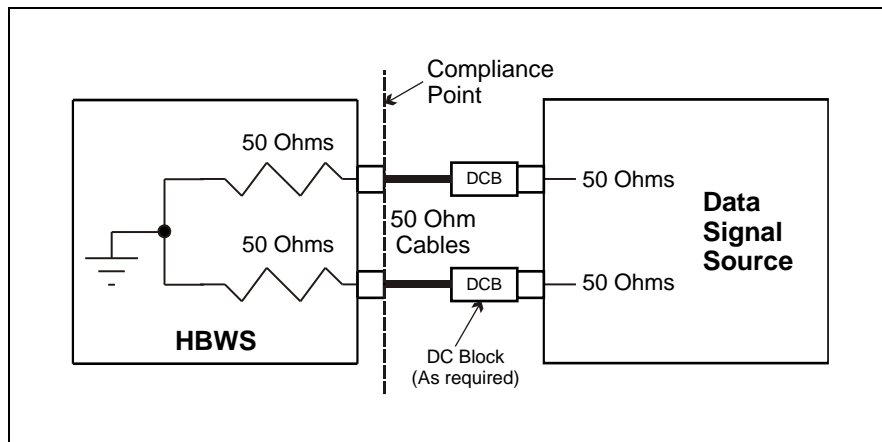 Compliance
Point
50 Ohms
DCB
50 Ohms
50 Ohm
Cables
Data
Signal
Source
50 Ohms
DCB
50 Ohms
HBWS
DC Block
(As required)